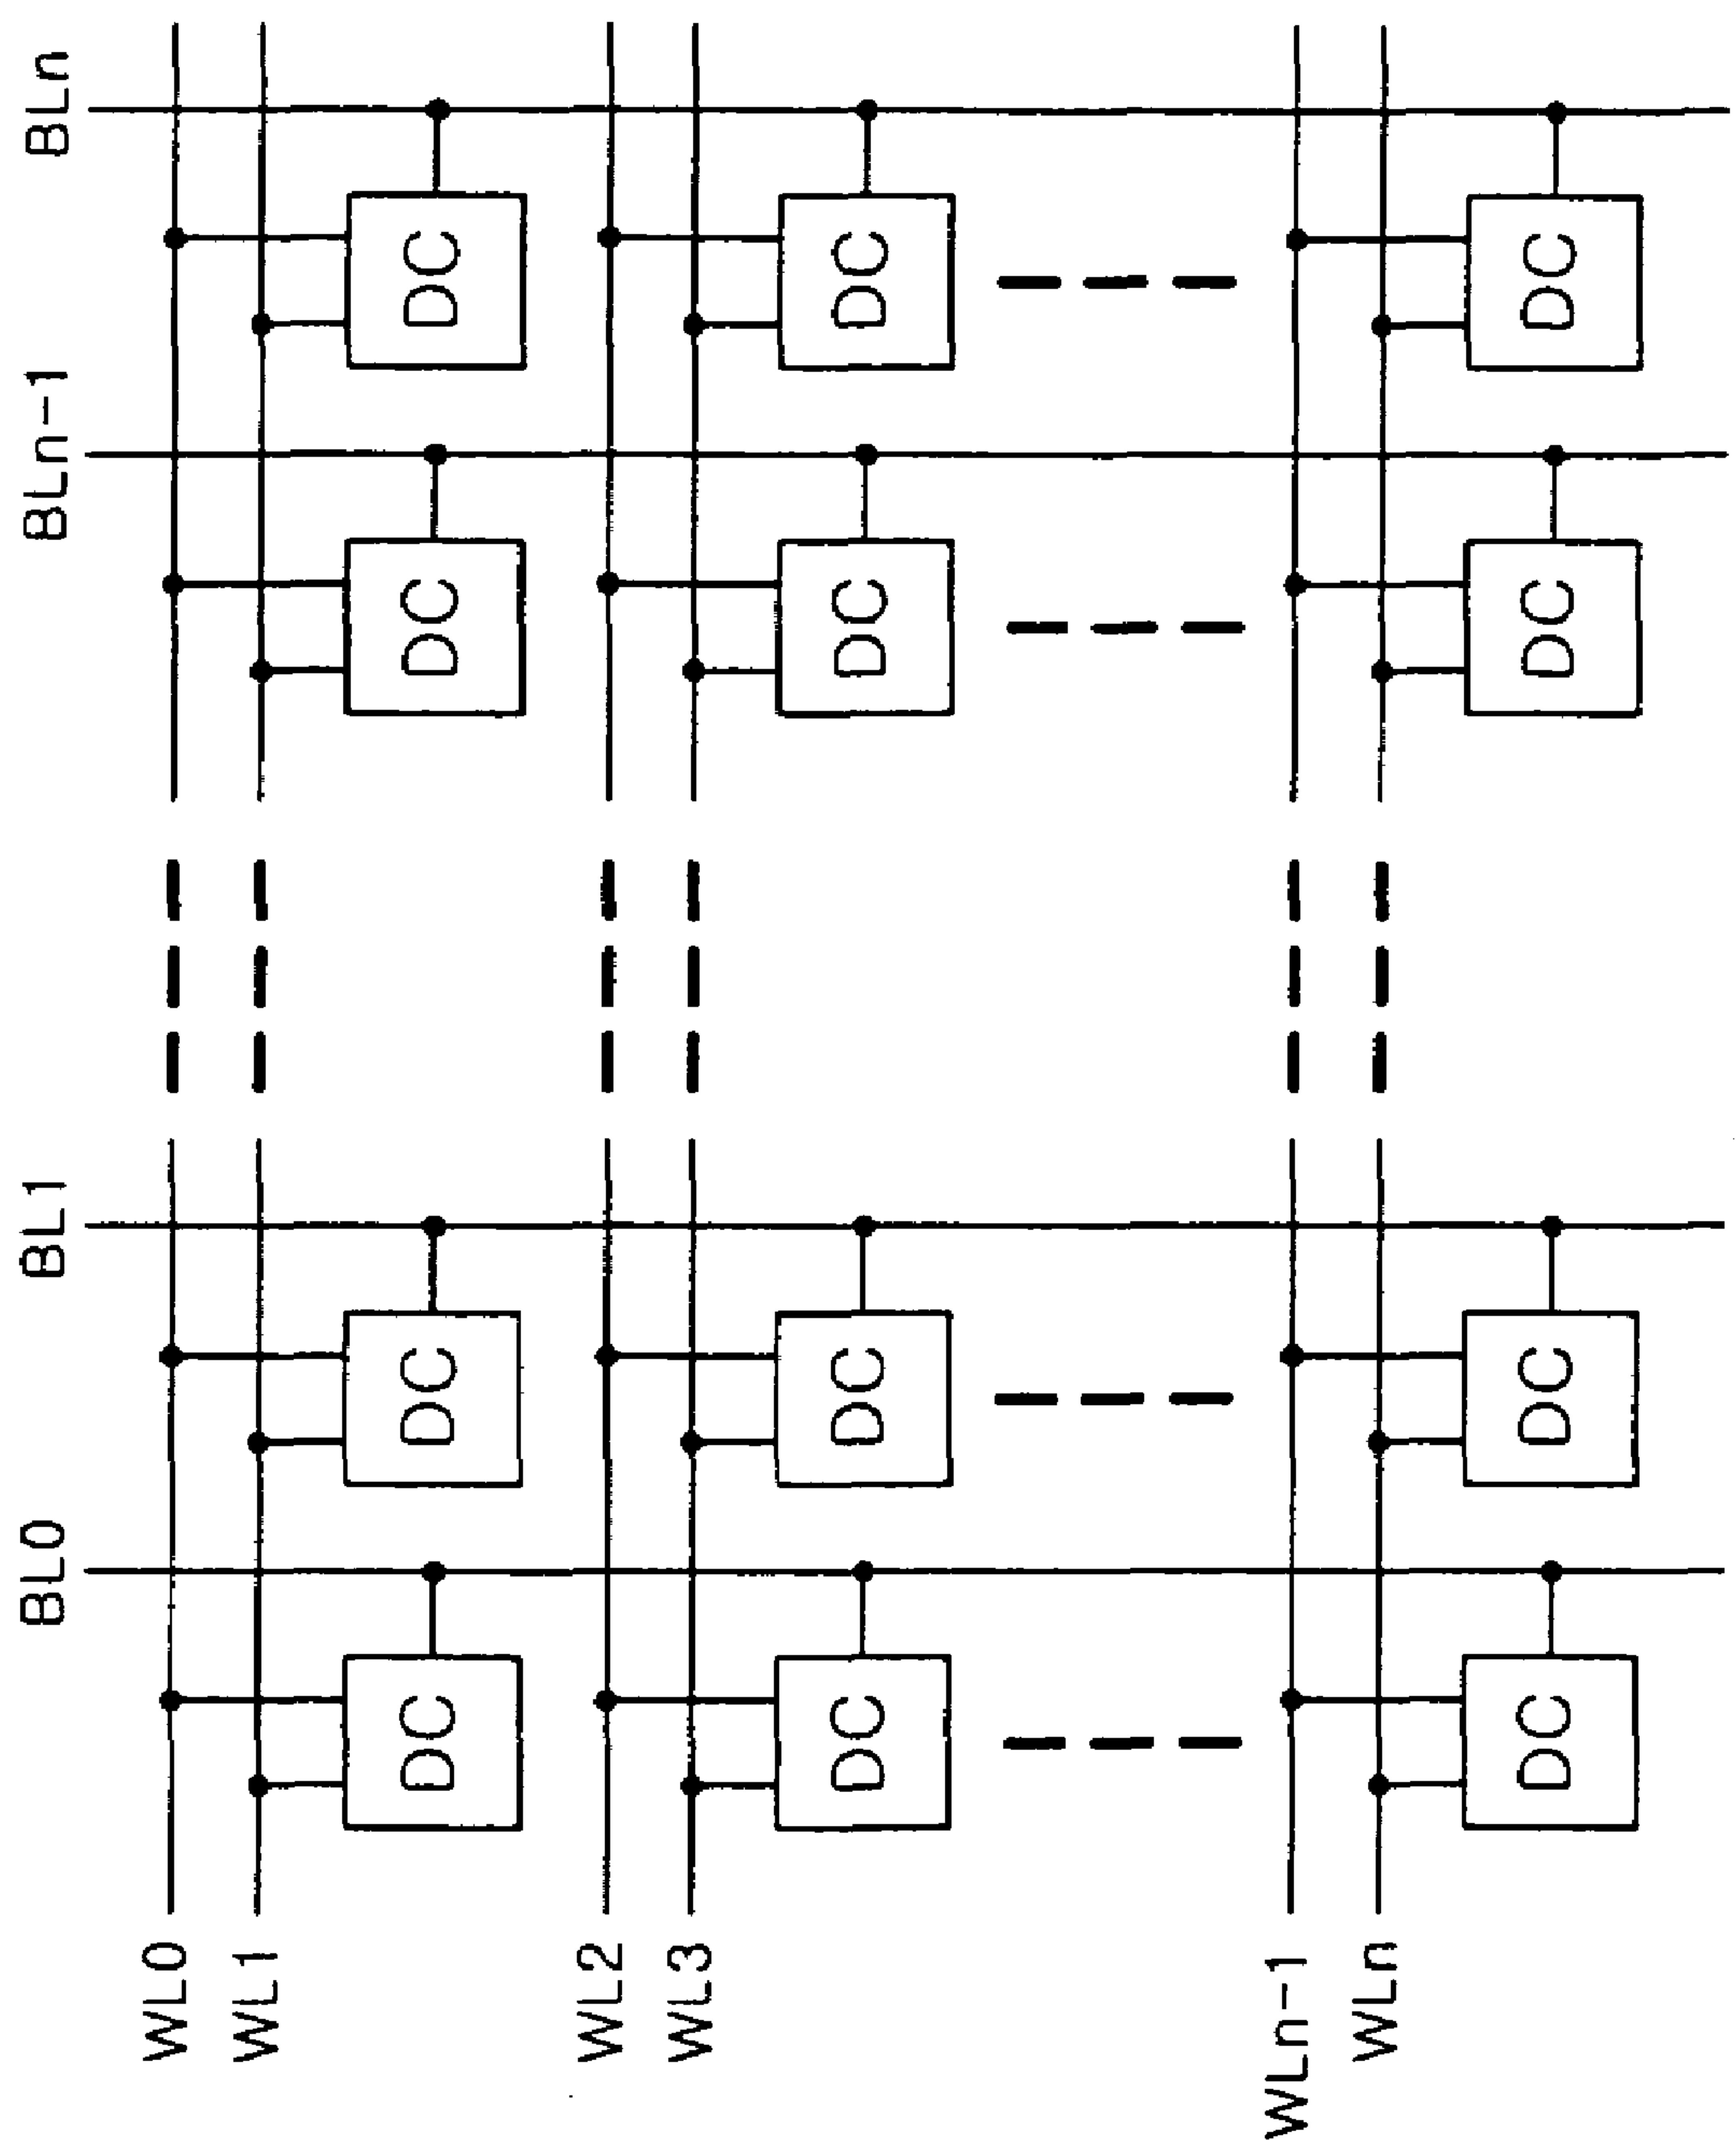 BL0 BL1 BLn-1 BLn
WL0
WL1
DC DC DC DC
WL2
WL3
DC DC DC DC
WLn-1
WLn
DC DC DC DC